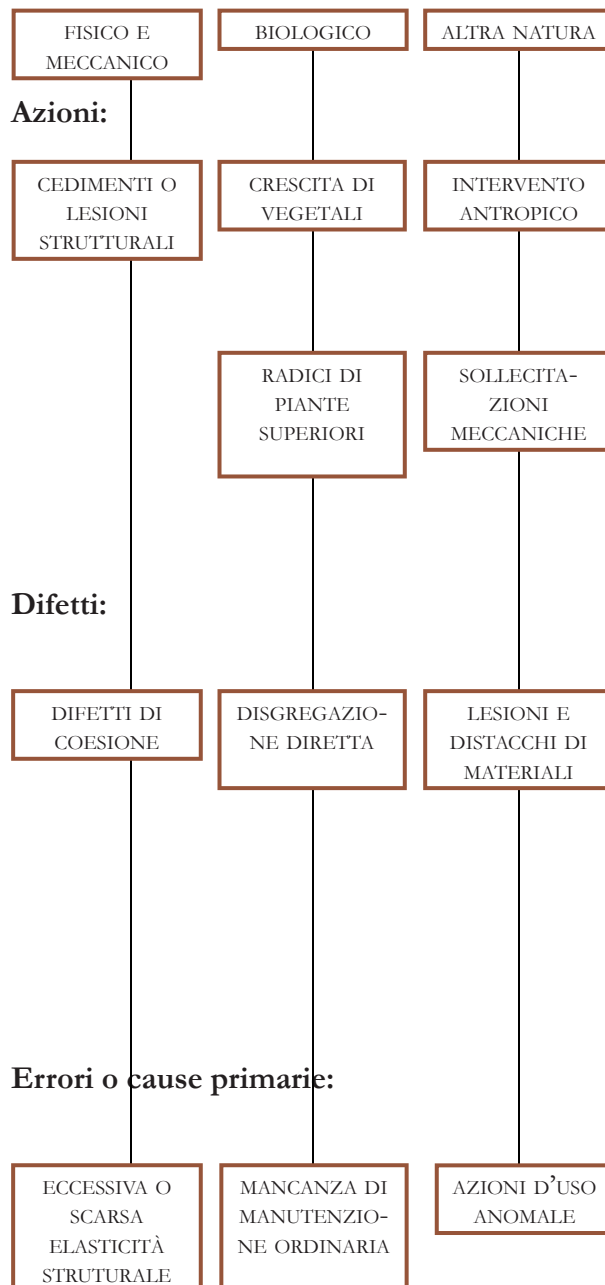 FISICO E
MECCANICO
BIOLOGICO
ALTRA NATURA
Azioni:
CEDIMENTI O
LESIONI
STRUTTURALI
CRESCITA DI
VEGETALI
INTERVENTO
ANTROPICO
RADICI DI
PIANTE
SUPERIORI
SOLLECITA-
ZIONI
MECCANICHE
Difetti:
DIFETTI DI
COESIONE
DISGREGAZIO-
NE DIRETTA
LESIONI E
DISTACCHI DI
MATERIALI
Errori o cause primarie:
ECCESSIVA O
SCARSA
ELASTICITÀ
STRUTURALE
MANCANZA DI
MANUTENZIO-
NE ORDINARIA
AZIONI D'USO
ANOMALE